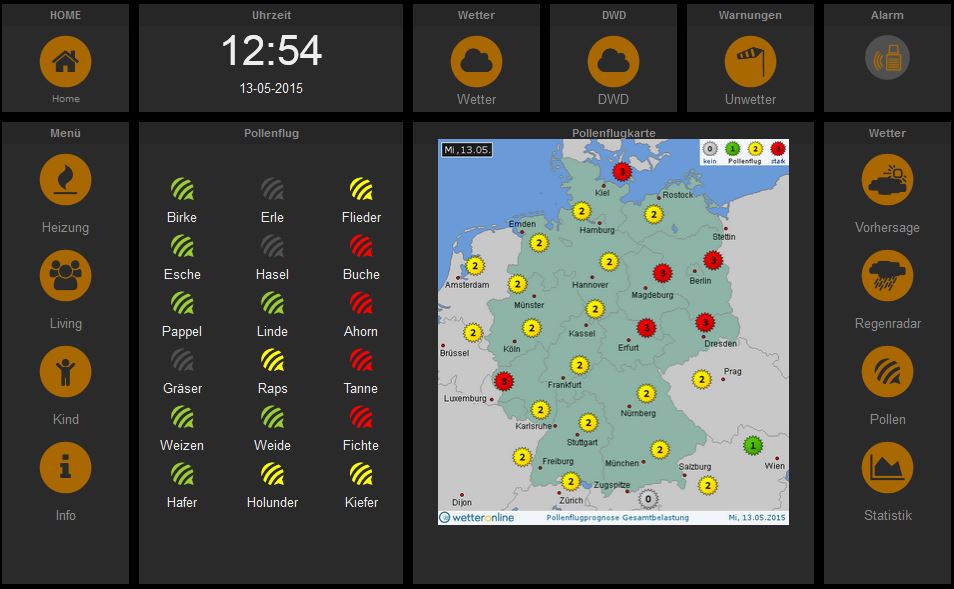 HOME
Home
Uhrzeit
12:54
13-05-2015
Wetter
Wetter
DWD
DWD
Warnungen
Unwetter
Alarm
Menü
Heizung
Living
Kind
Info
Pollenflug
Birke Erle Flieder
Esche Hasel Buche
Pappel Linde Ahorn
Gräser Raps Tanne
Weizen Weide Fichte
Hafer Holunder Kiefer
Pollenflugkarte
Mi, 13.05.
0 1 2 3
kein Pollenflug stark
3
Kiel
Rostock
2
2
Emden
Hamburg
Stettin
2
2
2
3
3
Amsterdam
2
Hannover
Berlin
Münster
Magdeburg
2
2
2
Kassel
3
3
Brüssel
Köln
Erfurt
Dresden
2
3
Frankfurt
2
Prag
Luxemburg
2
2
Nürnberg
Karlsruhe
2
Stuttgart
2
1
2
Freiburg
München
Salzburg
Wien
2
Zugspitze
2
Dijon
Zürich
0
wetteronline
Pollenflugprognose Gesamtbelastung
Mi, 13.05.2015
Wetter
Vorhersage
Regenradar
Pollen
Statistik